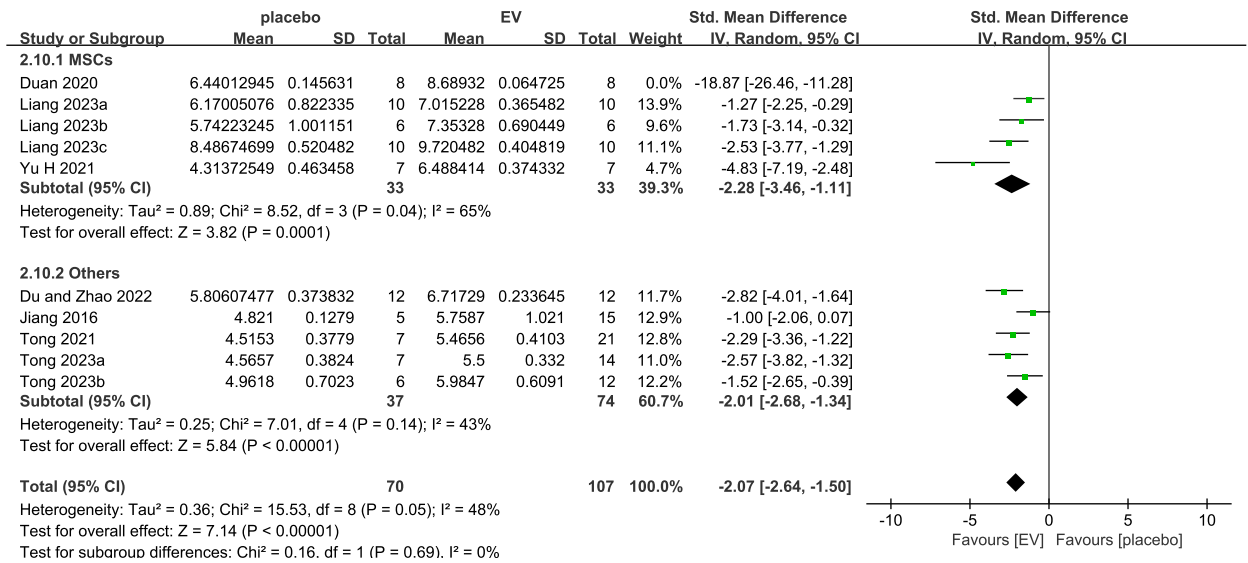 placebo EV Std. Mean Difference Std. Mean Difference
Study or Subgroup Mean SD Total Mean SD Total Weight IV, Random, 95% CI IV, Random, 95% CI
2.10.1 MSCs
Duan 2020 6.44012945 0.145631 8 8.68932 0.064725 8 0.0% -18.87 [-26.46, -11.28]
Liang 2023a 6.17005076 0.822335 10 7.015228 0.365482 10 13.9% -1.27 [-2.25, -0.29]
Liang 2023b 5.74223245 1.001151 6 7.35328 0.690449 6 9.6% -1.73 [-3.14, -0.32]
Liang 2023c 8.48674699 0.520482 10 9.720482 0.404819 10 11.1% -2.53 [-3.77, -1.29]
Yu H 2021 4.31372549 0.463458 7 6.488414 0.374332 7 4.7% -4.83 [-7.19, -2.48]
Subtotal (95% CI) 33 33 39.3% -2.28 [-3.46, -1.11]
Heterogeneity: Tau² = 0.89; Chi² = 8.52, df = 3 (P = 0.04); I² = 65%
Test for overall effect: Z = 3.82 (P = 0.0001)
2.10.2 Others
Du and Zhao 2022 5.80607477 0.373832 12 6.71729 0.233645 12 11.7% -2.82 [-4.01, -1.64]
Jiang 2016 4.821 0.1279 5 5.7587 1.021 15 12.9% -1.00 [-2.06, 0.07]
Tong 2021 4.5153 0.3779 7 5.4656 0.4103 21 12.8% -2.29 [-3.36, -1.22]
Tong 2023a 4.5657 0.3824 7 5.5 0.332 14 11.0% -2.57 [-3.82, -1.32]
Tong 2023b 4.9618 0.7023 6 5.9847 0.6091 12 12.2% -1.52 [-2.65, -0.39]
Subtotal (95% CI) 37 74 60.7% -2.01 [-2.68, -1.34]
Heterogeneity: Tau² = 0.25; Chi² = 7.01, df = 4 (P = 0.14); I² = 43%
Test for overall effect: Z = 5.84 (P < 0.00001)
Total (95% CI) 70 107 100.0% -2.07 [-2.64, -1.50]
Heterogeneity: Tau² = 0.36; Chi² = 15.53, df = 8 (P = 0.05); I² = 48%
Test for overall effect: Z = 7.14 (P < 0.00001)
Test for subgroup differences: Chi² = 0.16, df = 1 (P = 0.69), I² = 0%
-10 -5 0 5 10
Favours [EV] Favours [placebo]